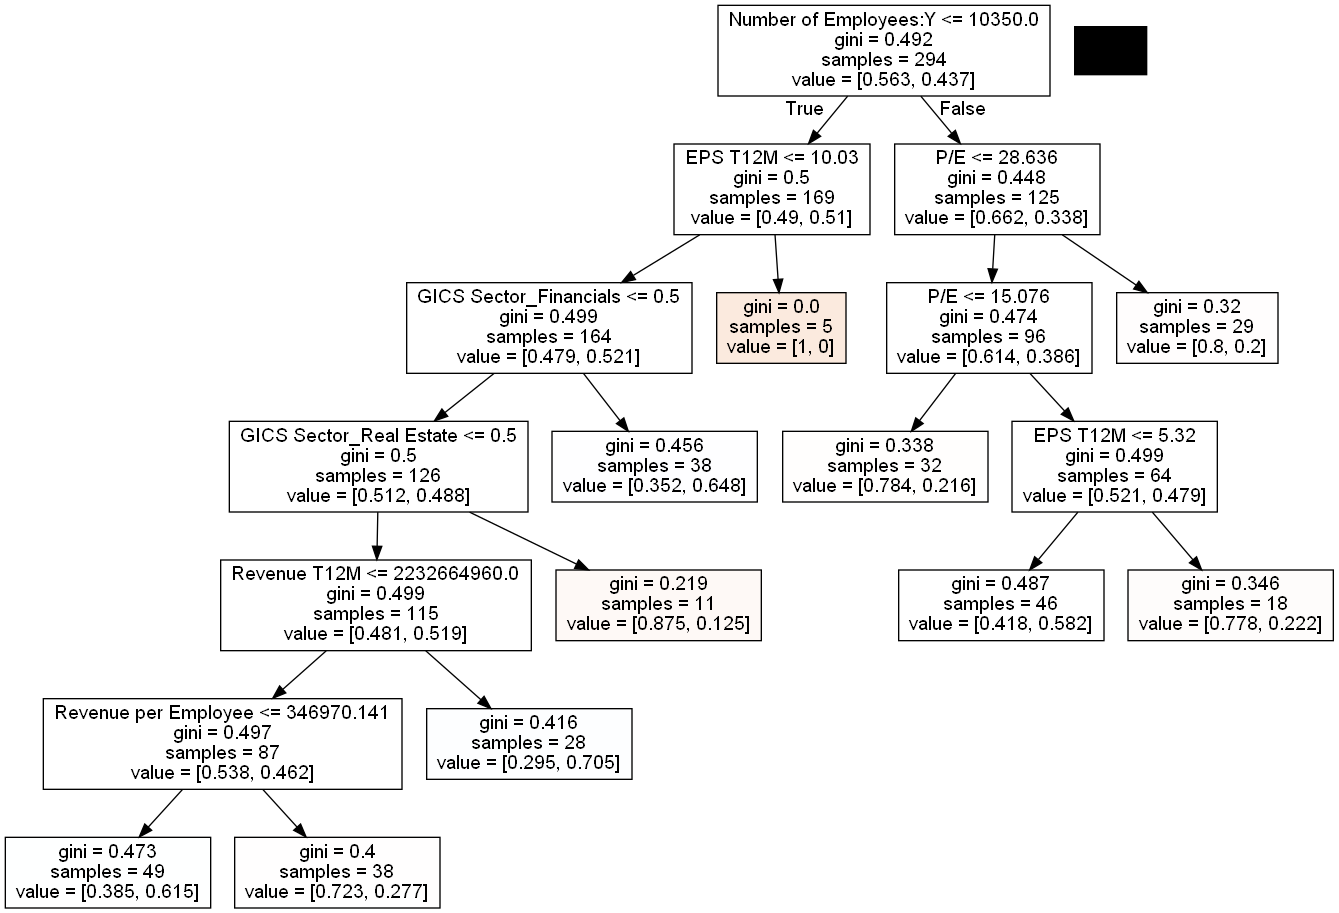 Number of Employees:Y <= 10350.0
gini = 0.492
samples = 294
value = [0.563, 0.437]
True
False
EPS T12M <= 10.03
gini = 0.5
samples = 169
value = [0.49, 0.51]
P/E <= 28.636
gini = 0.448
samples = 125
value = [0.662, 0.338]
GICS Sector_Financials <= 0.5
gini = 0.499
samples = 164
value = [0.479, 0.521]
gini = 0.0
samples = 5
value = [1, 0]
P/E <= 15.076
gini = 0.474
samples = 96
value = [0.614, 0.386]
gini = 0.32
samples = 29
value = [0.8, 0.2]
GICS Sector_Real Estate <= 0.5
gini = 0.5
samples = 126
value = [0.512, 0.488]
gini = 0.456
samples = 38
value = [0.352, 0.648]
gini = 0.338
samples = 32
value = [0.784, 0.216]
EPS T12M <= 5.32
gini = 0.499
samples = 64
value = [0.521, 0.479]
Revenue T12M <= 2232664960.0
gini = 0.499
samples = 115
value = [0.481, 0.519]
gini = 0.219
samples = 11
value = [0.875, 0.125]
gini = 0.487
samples = 46
value = [0.418, 0.582]
gini = 0.346
samples = 18
value = [0.778, 0.222]
Revenue per Employee <= 346970.141
gini = 0.497
samples = 87
value = [0.538, 0.462]
gini = 0.416
samples = 28
value = [0.295, 0.705]
gini = 0.473
samples = 49
value = [0.385, 0.615]
gini = 0.4
samples = 38
value = [0.723, 0.277]